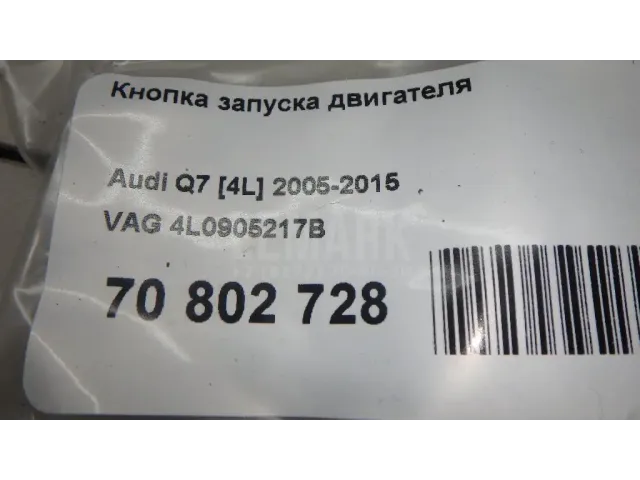 Кнопка запуска двигателя
Audi Q7 [4L] 2005-2015
VAG 4L0905217B
70 802 728